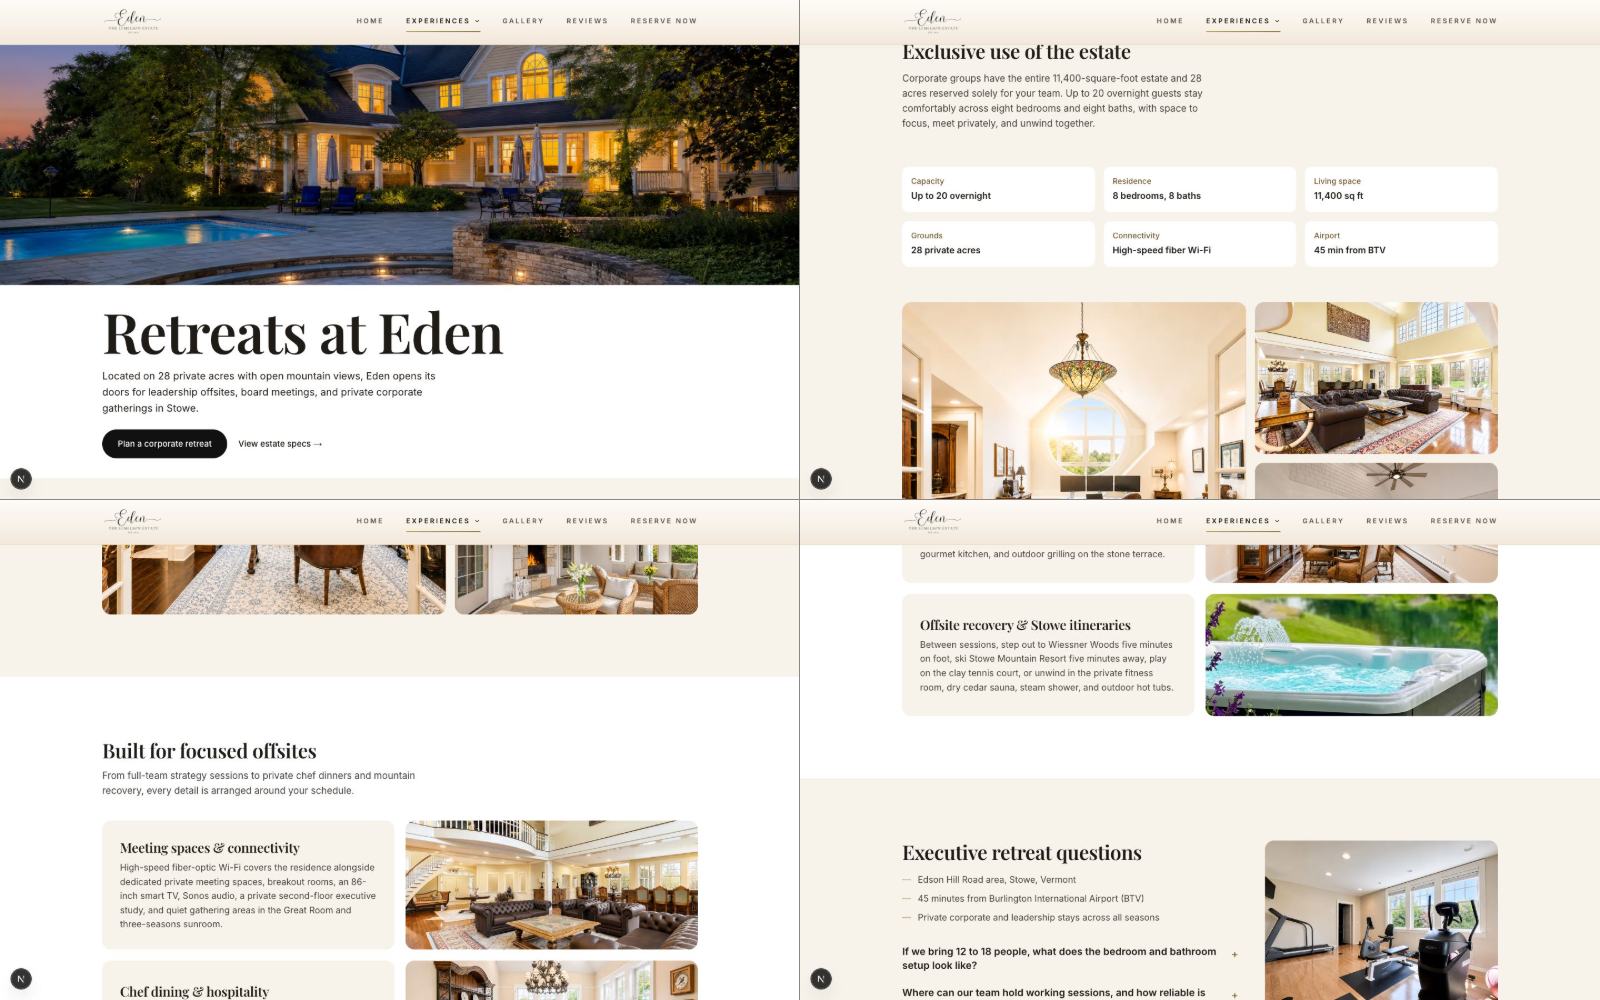 Eden
HOME EXPERIENCES GALLERY REVIEWS RESERVE NOW
Retreats at Eden
Located on 28 private acres with open mountain views, Eden opens its
doors for leadership offsites, board meetings, and private corporate
gatherings in Stowe.
Plan a corporate retreat
View estate specs →
N
Eden
HOME EXPERIENCES GALLERY REVIEWS RESERVE NOW
Exclusive use of the estate
Corporate groups have the entire 11,400-square-foot estate and 28
acres reserved solely for your team. Up to 20 overnight guests stay
comfortably across eight bedrooms and eight baths, with space to
focus, meet privately, and unwind together.
Capacity
Up to 20 overnight
Residence
8 bedrooms, 8 baths
Living space
11,400 sq ft
Grounds
28 private acres
Connectivity
High-speed fiber Wi-Fi
Airport
45 min from BTV
N
Eden
HOME EXPERIENCES GALLERY REVIEWS RESERVE NOW
Built for focused offsites
From full-team strategy sessions to private chef dinners and mountain
recovery, every detail is arranged around your schedule.
Meeting spaces & connectivity
High-speed fiber-optic Wi-Fi covers the residence alongside
dedicated private meeting spaces, breakout rooms, an 86-
inch smart TV, Sonos audio, a private second-floor executive
study, and quiet gathering areas in the Great Room and
three-seasons sunroom.
Chef dining & hospitality
N
Eden
HOME EXPERIENCES GALLERY REVIEWS RESERVE NOW
gourmet kitchen, and outdoor grilling on the stone terrace.
Offsite recovery & Stowe itineraries
Between sessions, step out to Wiessner Woods five minutes
on foot, ski Stowe Mountain Resort five minutes away, play
on the clay tennis court, or unwind in the private fitness
room, dry cedar sauna, steam shower, and outdoor hot tubs.
Executive retreat questions
— Edson Hill Road area, Stowe, Vermont
— 45 minutes from Burlington International Airport (BTV)
— Private corporate and leadership stays across all seasons
If we bring 12 to 18 people, what does the bedroom and bathroom
setup look like?
+
Where can our team hold working sessions, and how reliable is
+
N